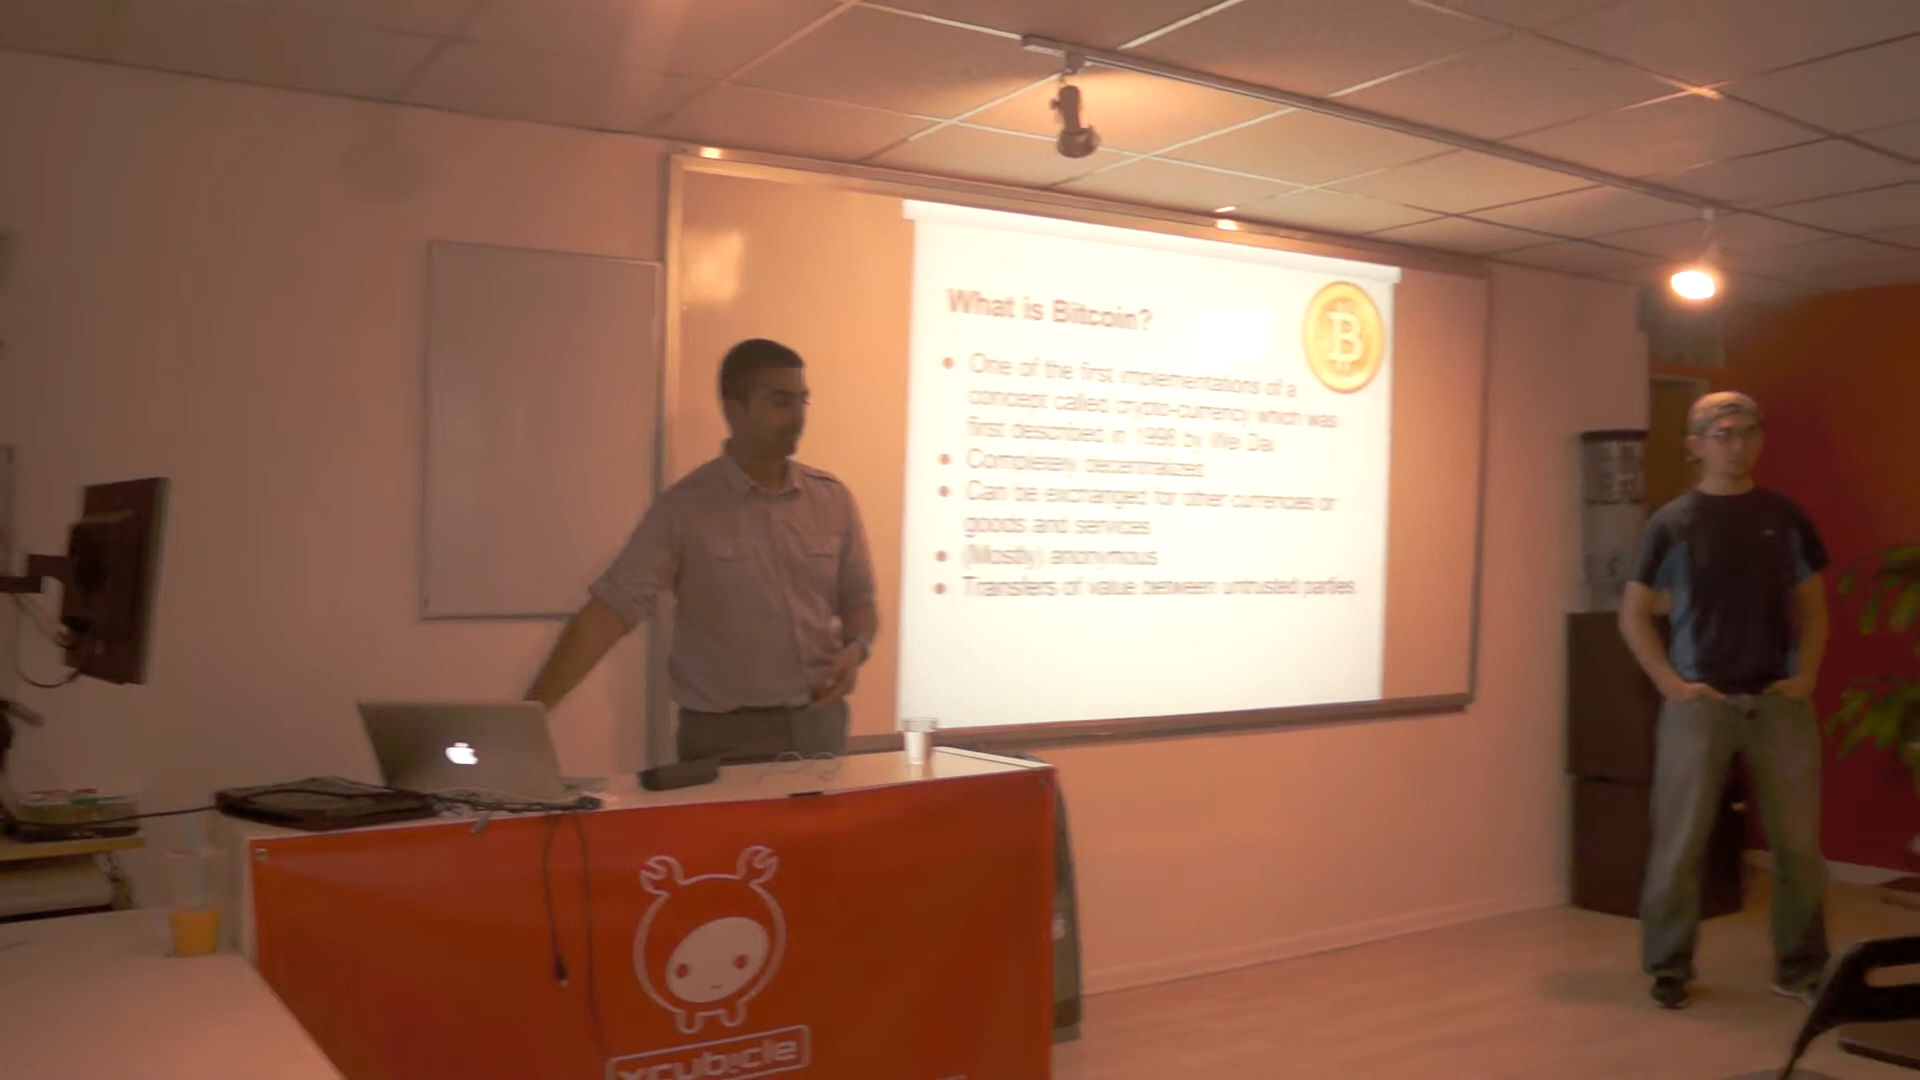 What is Bitcoin?
One of the first implementations of a
concept called crypto-currency which was
first described in 1998 by Wei Dai
Completely decentralized
Can be exchanged for other currencies or
goods and services
(Mostly) anonymous
Transfers of value between untrusted parties
xcubicle